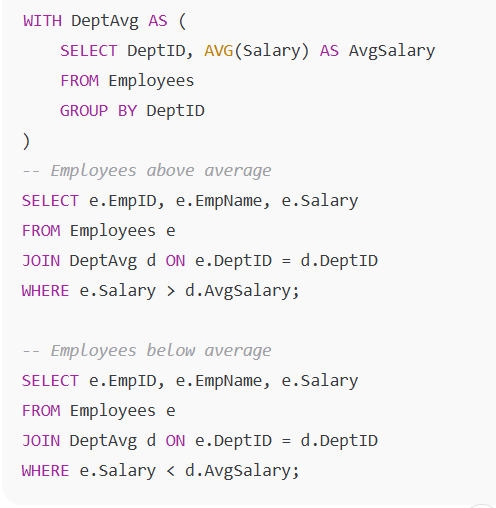 WITH DeptAvg AS (
    SELECT DeptID, AVG(Salary) AS AvgSalary
    FROM Employees
    GROUP BY DeptID
)
-- Employees above average
SELECT e.EmpID, e.EmpName, e.Salary
FROM Employees e
JOIN DeptAvg d ON e.DeptID = d.DeptID
WHERE e.Salary > d.AvgSalary;

-- Employees below average
SELECT e.EmpID, e.EmpName, e.Salary
FROM Employees e
JOIN DeptAvg d ON e.DeptID = d.DeptID
WHERE e.Salary < d.AvgSalary;